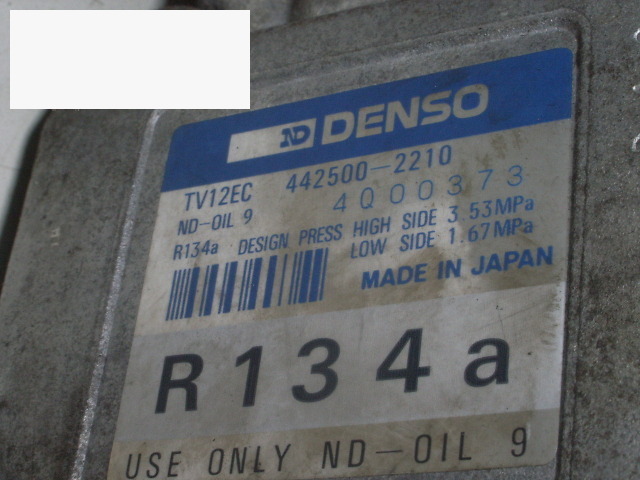 ND DENSO
TV12EC 442500-2210
ND-OIL 9 4Q00373
R134a DESIGN PRESS HIGH SIDE 3.53MPa
LOW SIDE 1.67MPa
MADE IN JAPAN
R134a
USE ONLY ND-OIL 9